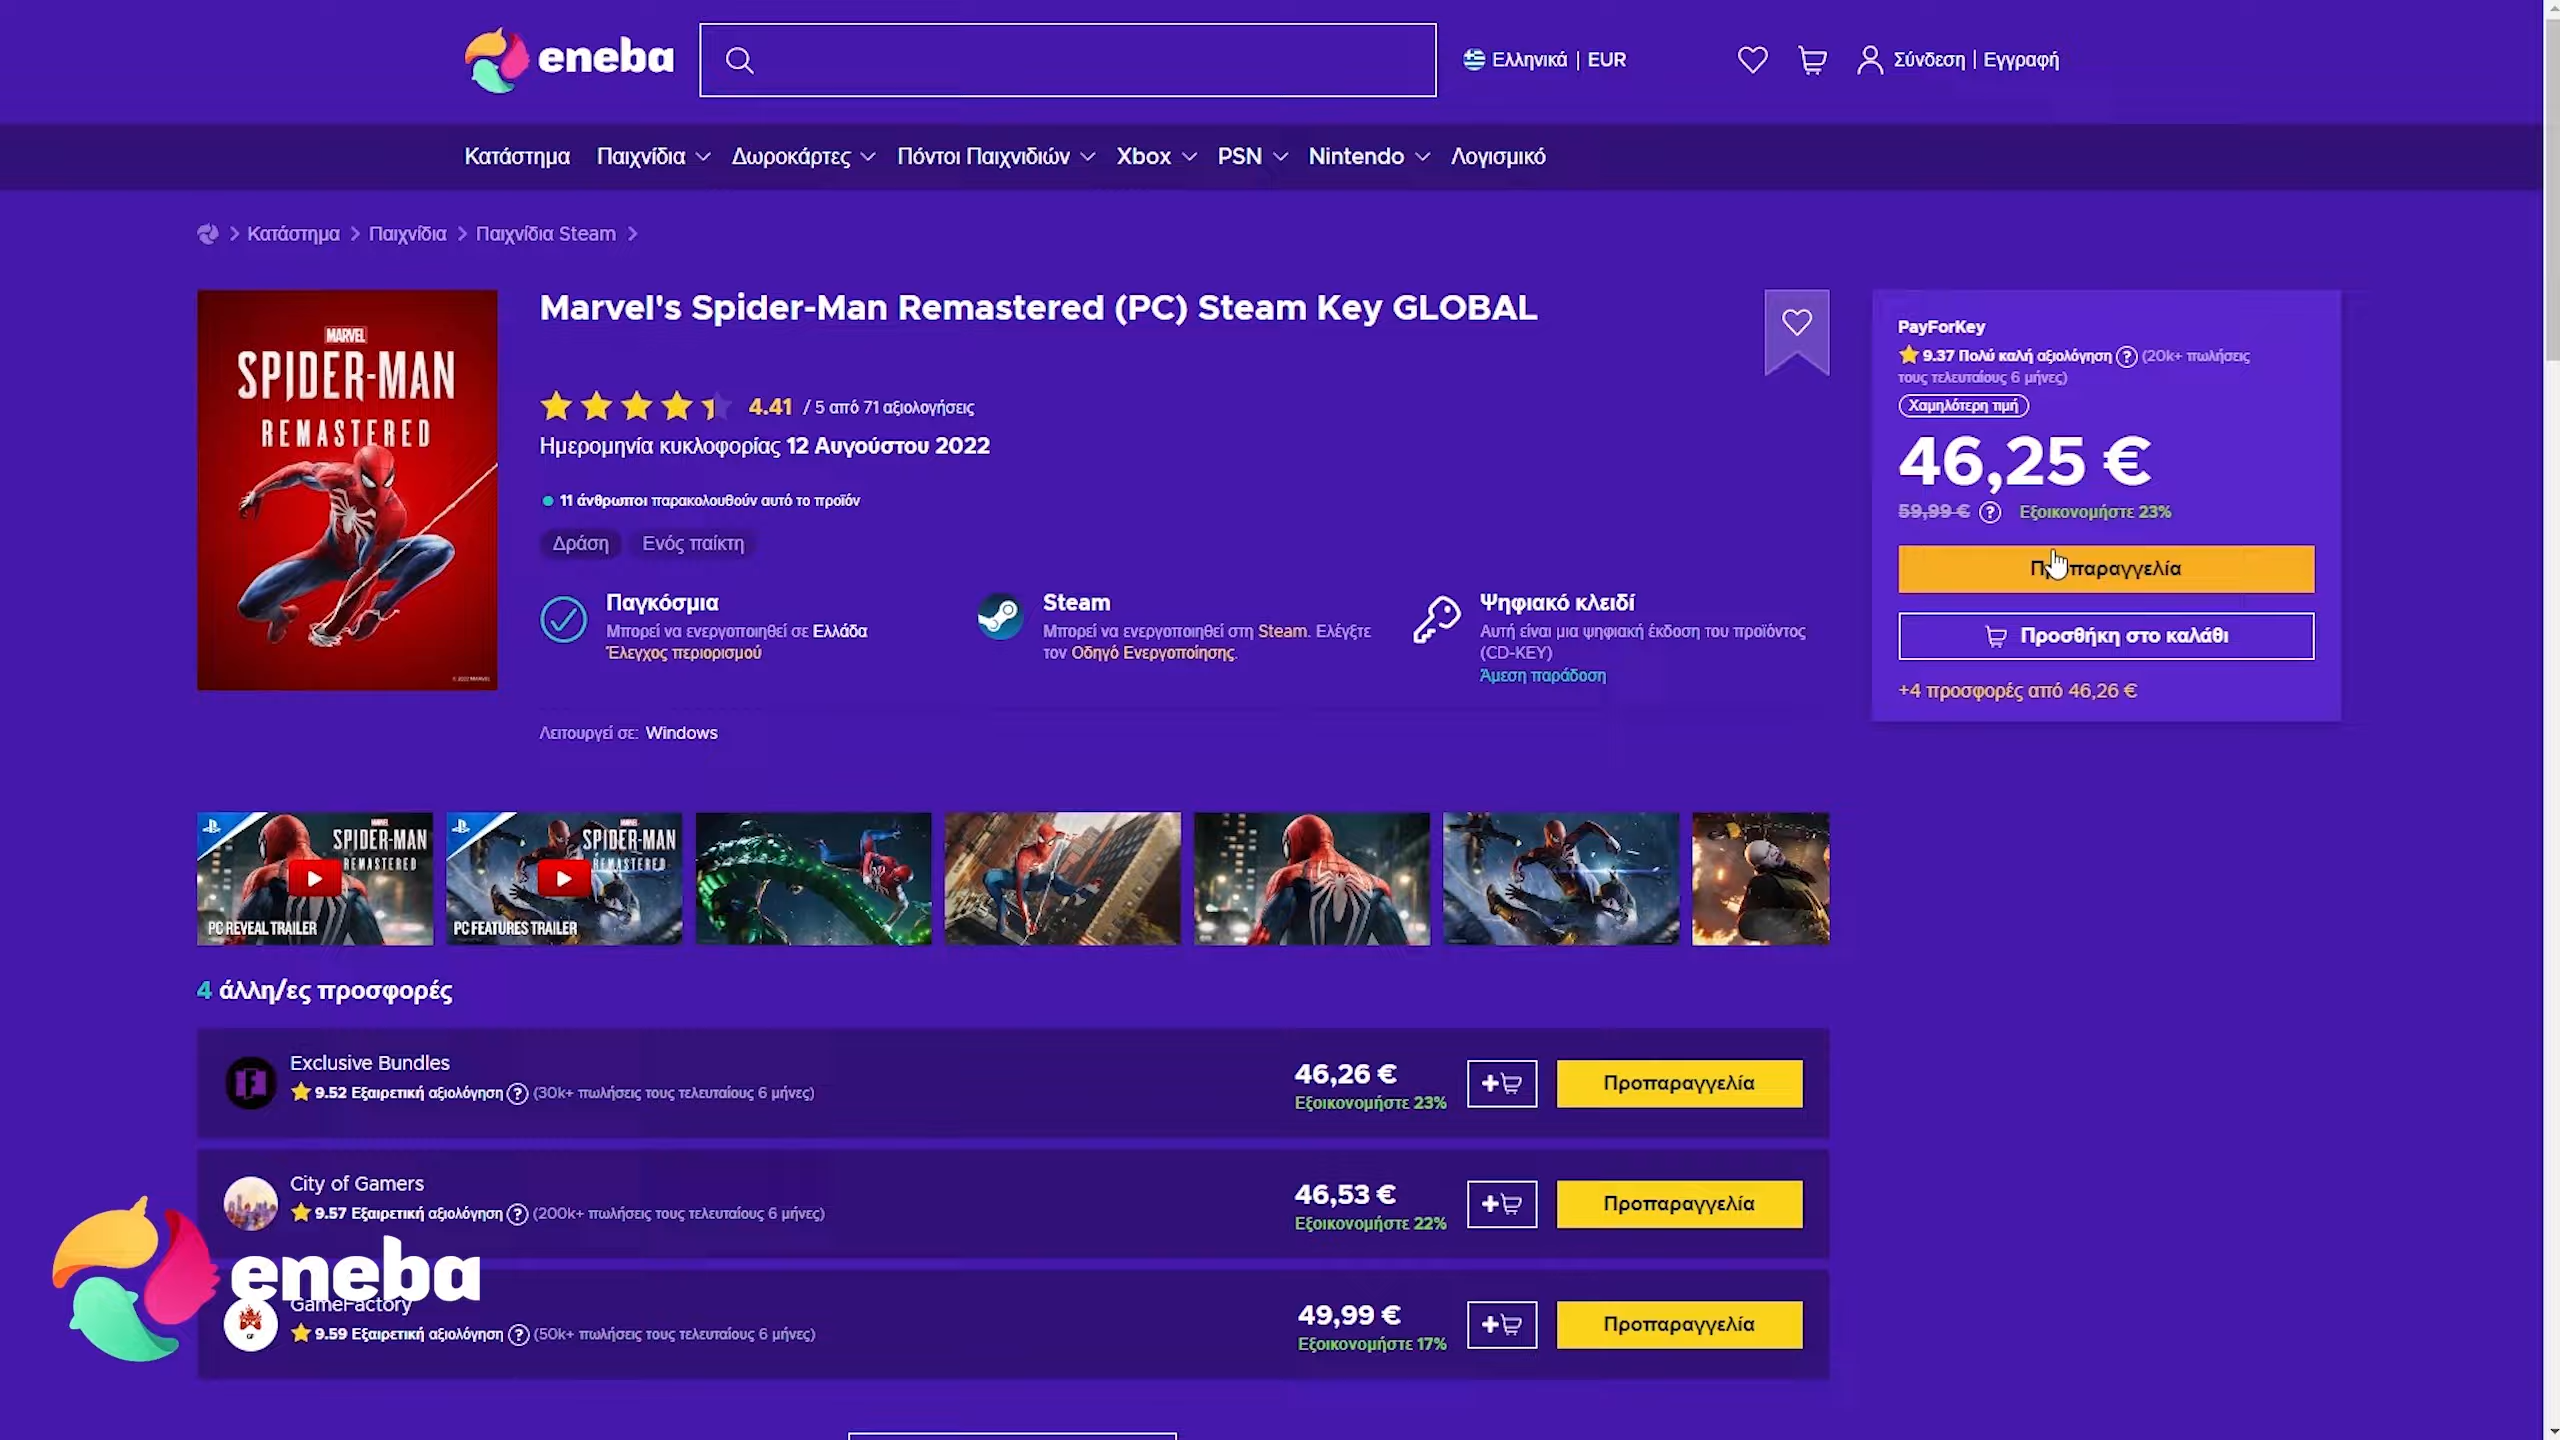 eneba
Ελληνικά | EUR
Σύνδεση | Εγγραφή
Κατάστημα Παιχνίδια Δωροκάρτες Πόντοι Παιχνιδιών Xbox PSN Nintendo Λογισμικό
Κατάστημα Παιχνίδια Παιχνίδια Steam
MARVEL
SPIDER-MAN
REMASTERED
Marvel's Spider-Man Remastered (PC) Steam Key GLOBAL
4.41 / 5 από 71 αξιολογήσεις
Ημερομηνία κυκλοφορίας 12 Αυγούστου 2022
11 άνθρωποι παρακολουθούν αυτό το προϊόν
Δράση Ενός παίκτη
Παγκόσμια
Μπορεί να ενεργοποιηθεί σε Ελλάδα
Έλεγχος περιορισμού
Steam
Μπορεί να ενεργοποιηθεί στη Steam. Ελέγξτε
τον Οδηγό Ενεργοποίησης.
Ψηφιακό κλειδί
Αυτή είναι μια ψηφιακή έκδοση του προϊόντος
(CD-KEY)
Άμεση παράδοση
Λειτουργεί σε: Windows
PayForKey
9.37 Πολύ καλή αξιολόγηση ? (20k+ πωλήσεις
τους τελευταίους 6 μήνες)
Χαμηλότερη τιμή
46,25 €
59,99 € ? Εξοικονομήστε 23%
Προπαραγγελία
Προσθήκη στο καλάθι
+4 προσφορές από 46,26 €
MARVEL
SPIDER-MAN
REMASTERED
PC REVEAL TRAILER
MARVEL
SPIDER-MAN
REMASTERED
PC FEATURES TRAILER
4 άλλη/ες προσφορές
Exclusive Bundles
9.52 Εξαιρετική αξιολόγηση ? (30k+ πωλήσεις τους τελευταίους 6 μήνες)
46,26 €
Εξοικονομήστε 23%
Προπαραγγελία
City of Gamers
9.57 Εξαιρετική αξιολόγηση ? (200k+ πωλήσεις τους τελευταίους 6 μήνες)
46,53 €
Εξοικονομήστε 22%
Προπαραγγελία
eneba
GameFactory
9.59 Εξαιρετική αξιολόγηση ? (50k+ πωλήσεις τους τελευταίους 6 μήνες)
49,99 €
Εξοικονομήστε 17%
Προπαραγγελία